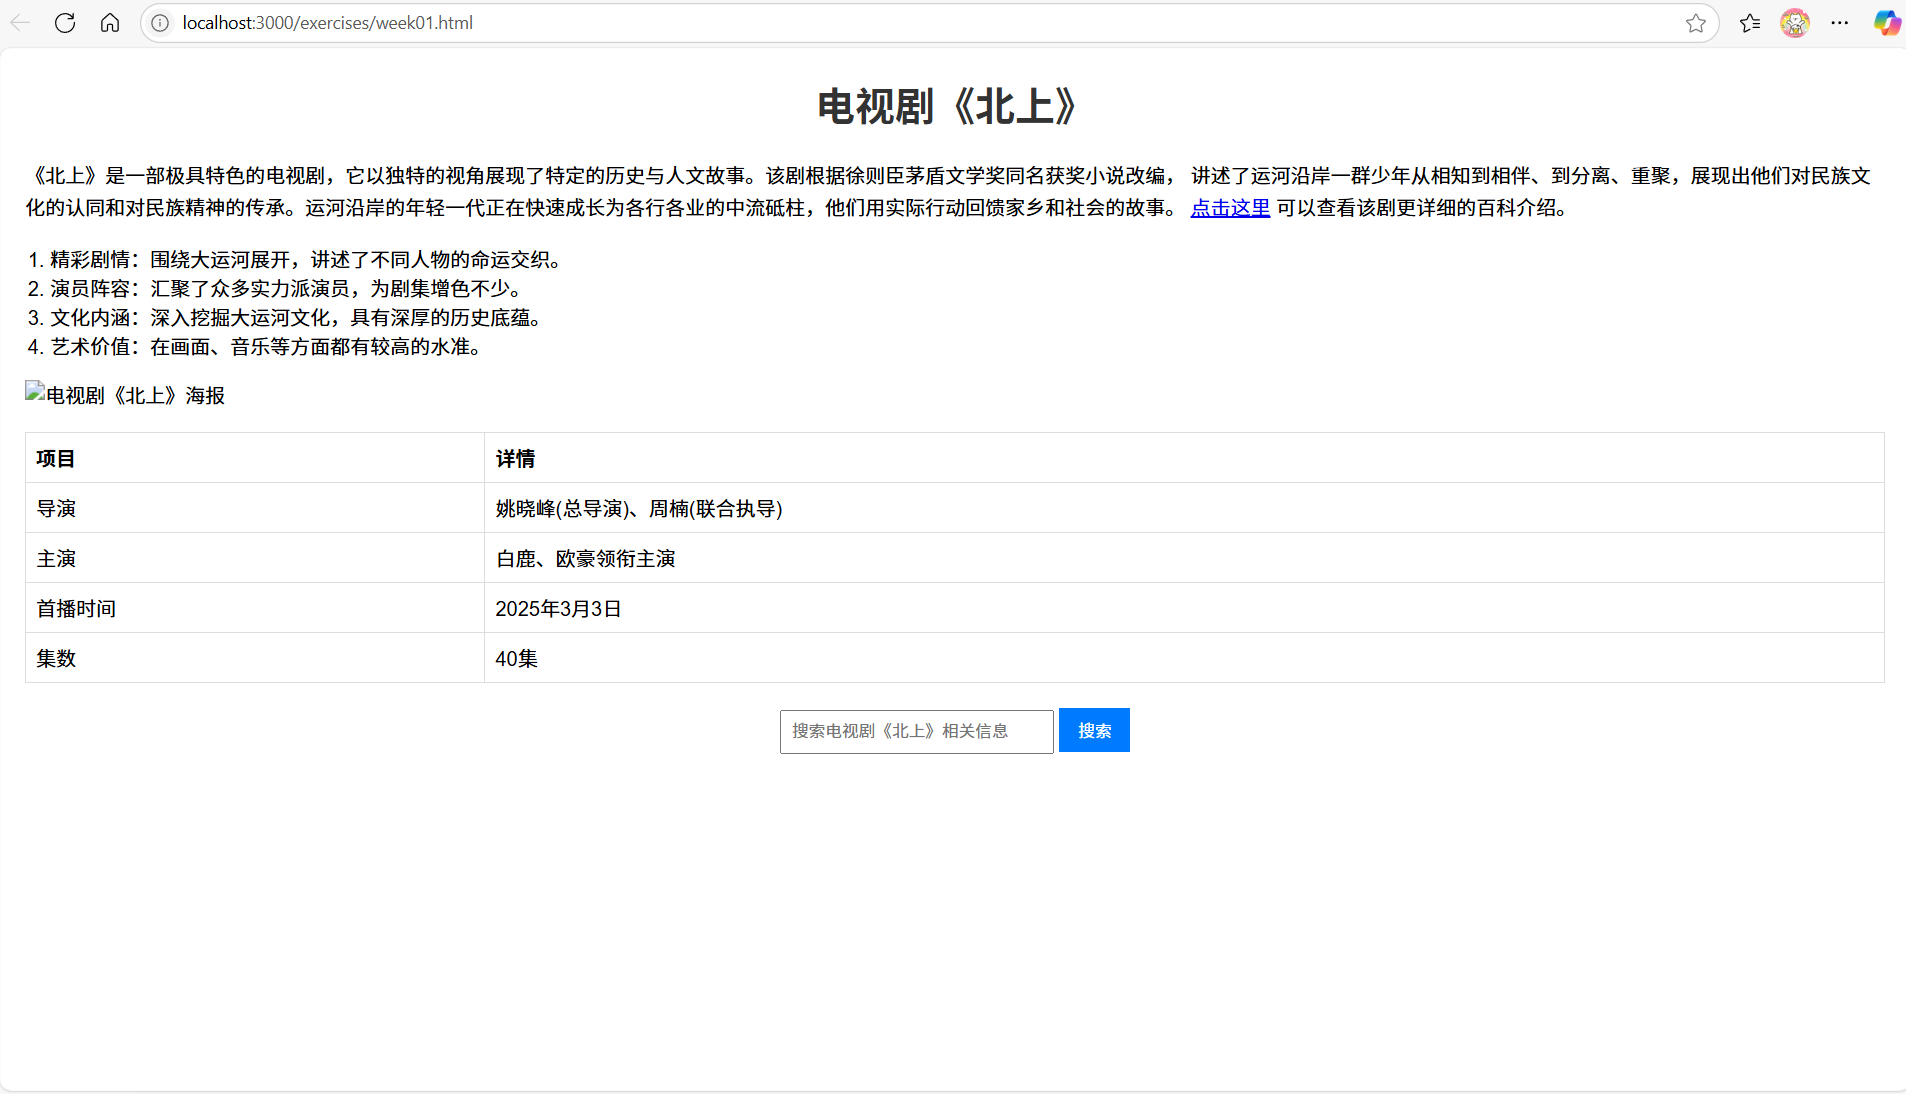 localhost:3000/exercises/week01.html
电视剧《北上》
《北上》是一部极具特色的电视剧，它以独特的视角展现了特定的历史与人文故事。该剧根据徐则臣茅盾文学奖同名获奖小说改编， 讲述了运河沿岸一群少年从相知到相伴、到分离、重聚，展现出他们对民族文
化的认同和对民族精神的传承。运河沿岸的年轻一代正在快速成长为各行各业的中流砥柱，他们用实际行动回馈家乡和社会的故事。 点击这里 可以查看该剧更详细的百科介绍。
1. 精彩剧情：围绕大运河展开，讲述了不同人物的命运交织。
2. 演员阵容：汇聚了众多实力派演员，为剧集增色不少。
3. 文化内涵：深入挖掘大运河文化，具有深厚的历史底蕴。
4. 艺术价值：在画面、音乐等方面都有较高的水准。
电视剧《北上》海报
项目 详情
导演 姚晓峰(总导演)、周楠(联合执导)
主演 白鹿、欧豪领衔主演
首播时间 2025年3月3日
集数 40集
搜索电视剧《北上》相关信息 搜索